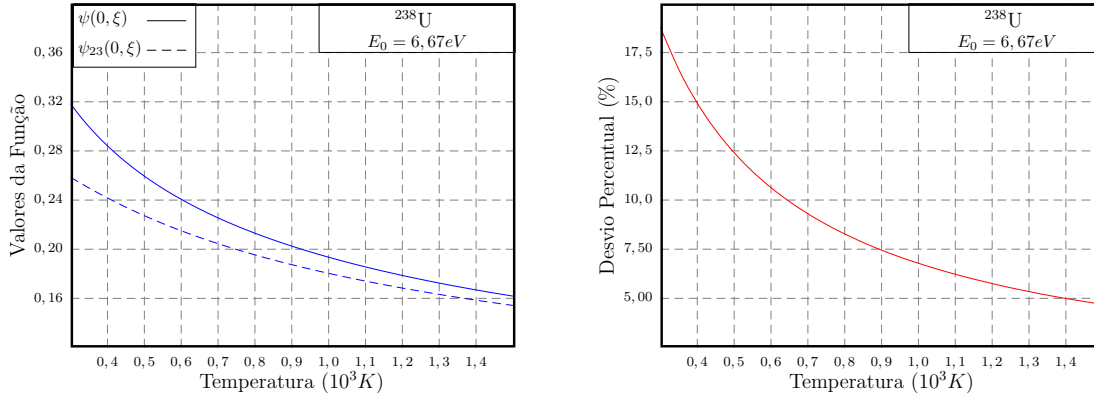 ψ(0, ξ)
ψ₂₃(0, ξ)
²³⁸U
E₀ = 6,67eV
Valores da Função
0,36
0,32
0,28
0,24
0,20
0,16
0,4 0,5 0,6 0,7 0,8 0,9 1,0 1,1 1,2 1,3 1,4
Temperatura (10³K)
²³⁸U
E₀ = 6,67eV
Desvio Percentual (%)
17,5
15,0
12,5
10,0
7,50
5,00
0,4 0,5 0,6 0,7 0,8 0,9 1,0 1,1 1,2 1,3 1,4
Temperatura (10³K)